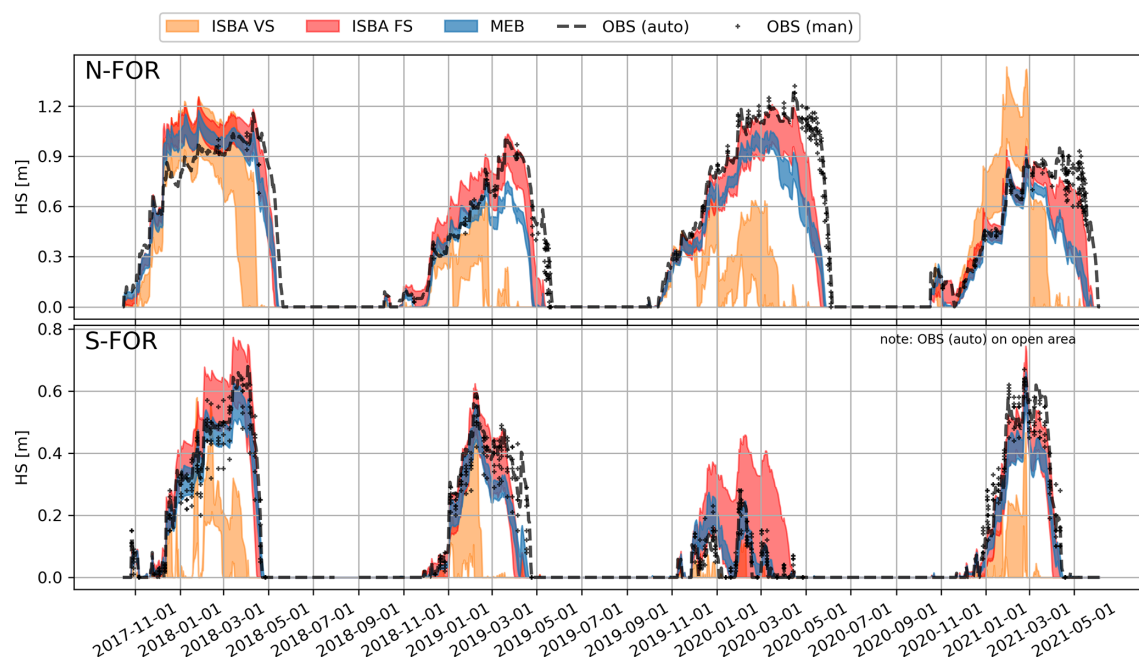 ISBA VS ISBA FS MEB OBS (auto) OBS (man)
N-FOR
HS [m]
1.2
0.9
0.6
0.3
0.0
S-FOR
note: OBS (auto) on open area
HS [m]
0.8
0.6
0.4
0.2
0.0
2017-11-01 2018-01-01 2018-03-01 2018-05-01 2018-07-01 2018-09-01 2018-11-01 2019-01-01 2019-03-01 2019-05-01 2019-07-01 2019-09-01 2019-11-01 2020-01-01 2020-03-01 2020-05-01 2020-07-01 2020-09-01 2020-11-01 2021-01-01 2021-03-01 2021-05-01